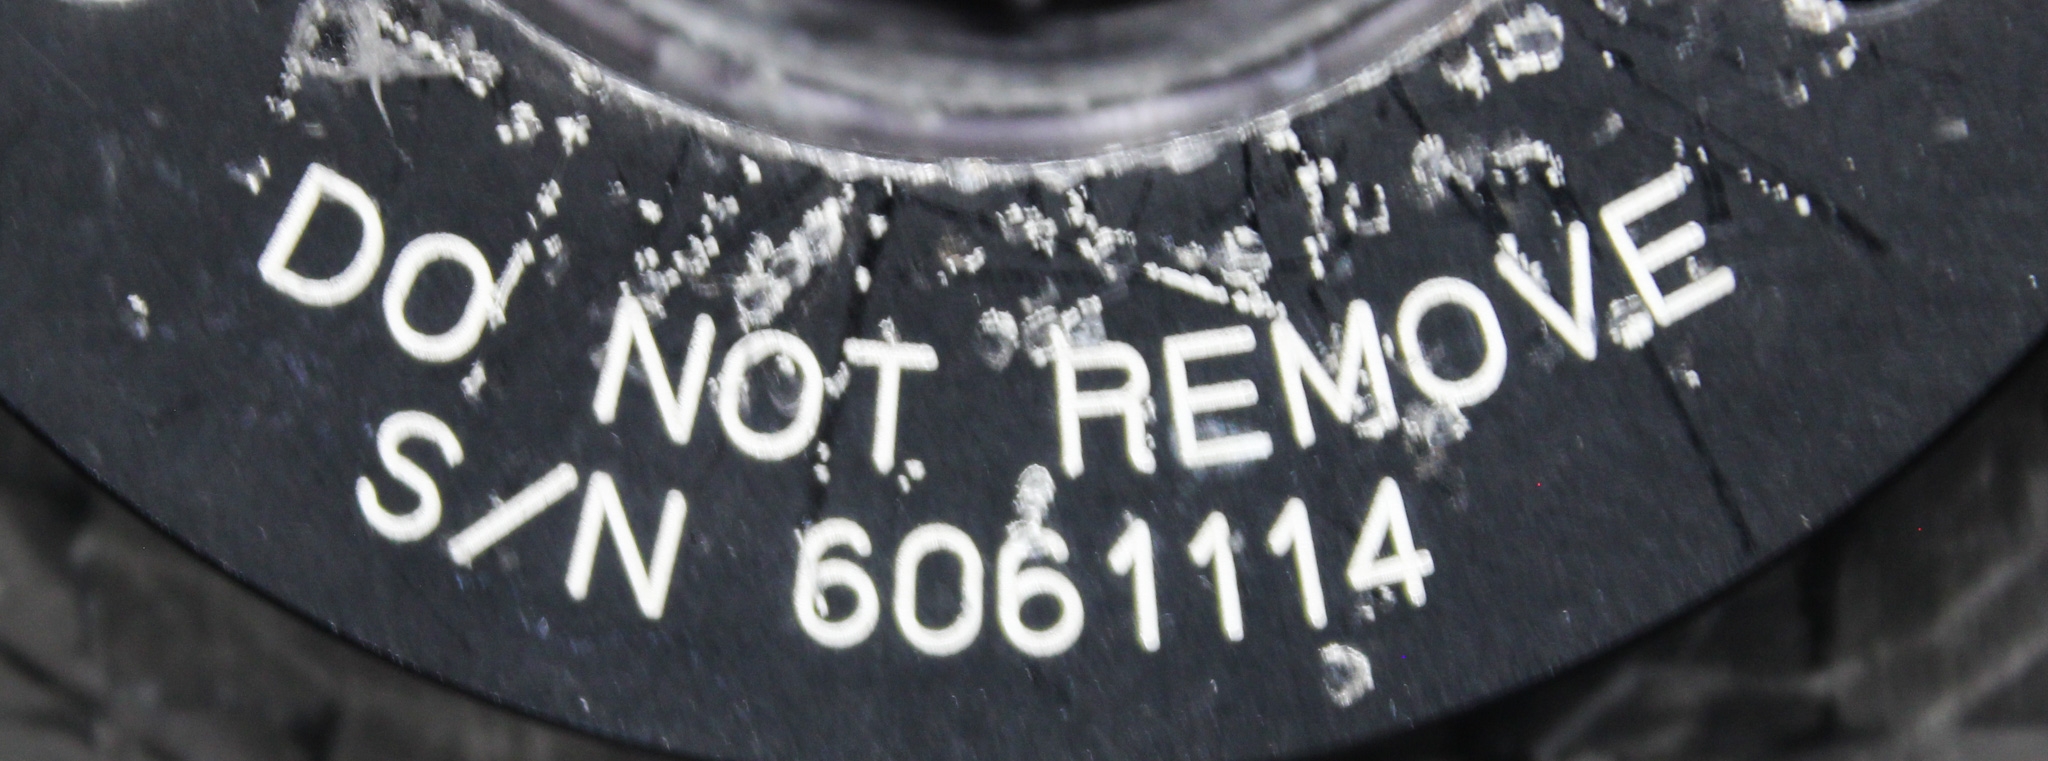 DO NOT REMOVE
S/N 6061114